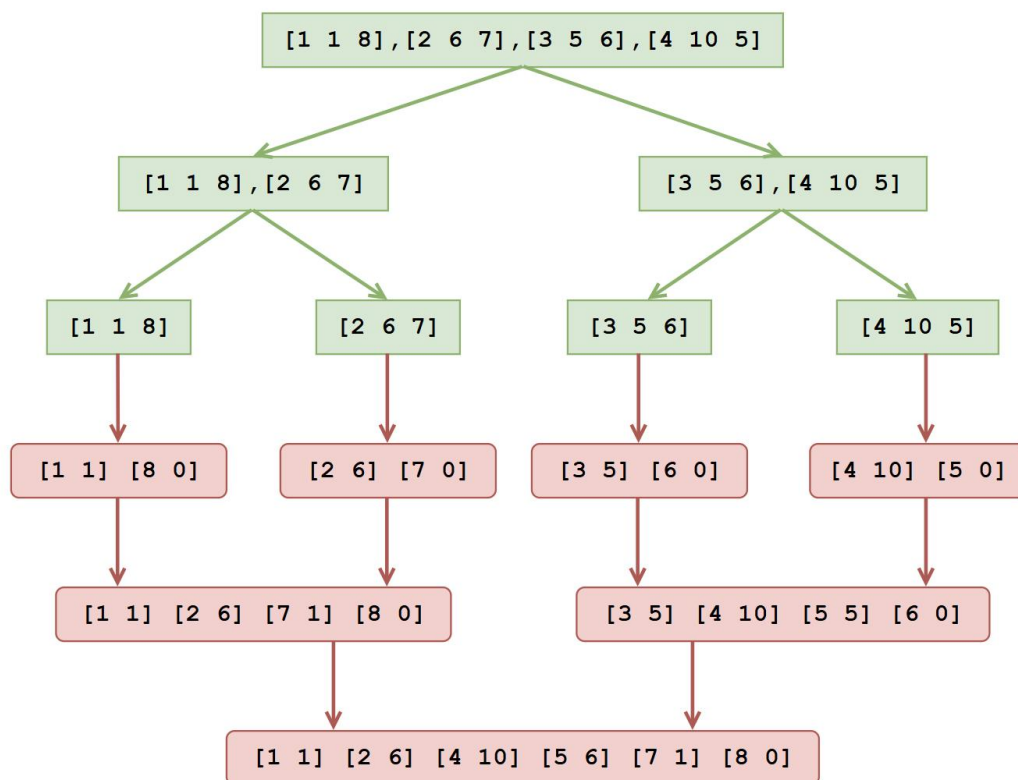 [1 1 8],[2 6 7],[3 5 6],[4 10 5]
[1 1 8],[2 6 7]
[3 5 6],[4 10 5]
[1 1 8]
[2 6 7]
[3 5 6]
[4 10 5]
[1 1] [8 0]
[2 6] [7 0]
[3 5] [6 0]
[4 10] [5 0]
[1 1] [2 6] [7 1] [8 0]
[3 5] [4 10] [5 5] [6 0]
[1 1] [2 6] [4 10] [5 6] [7 1] [8 0]